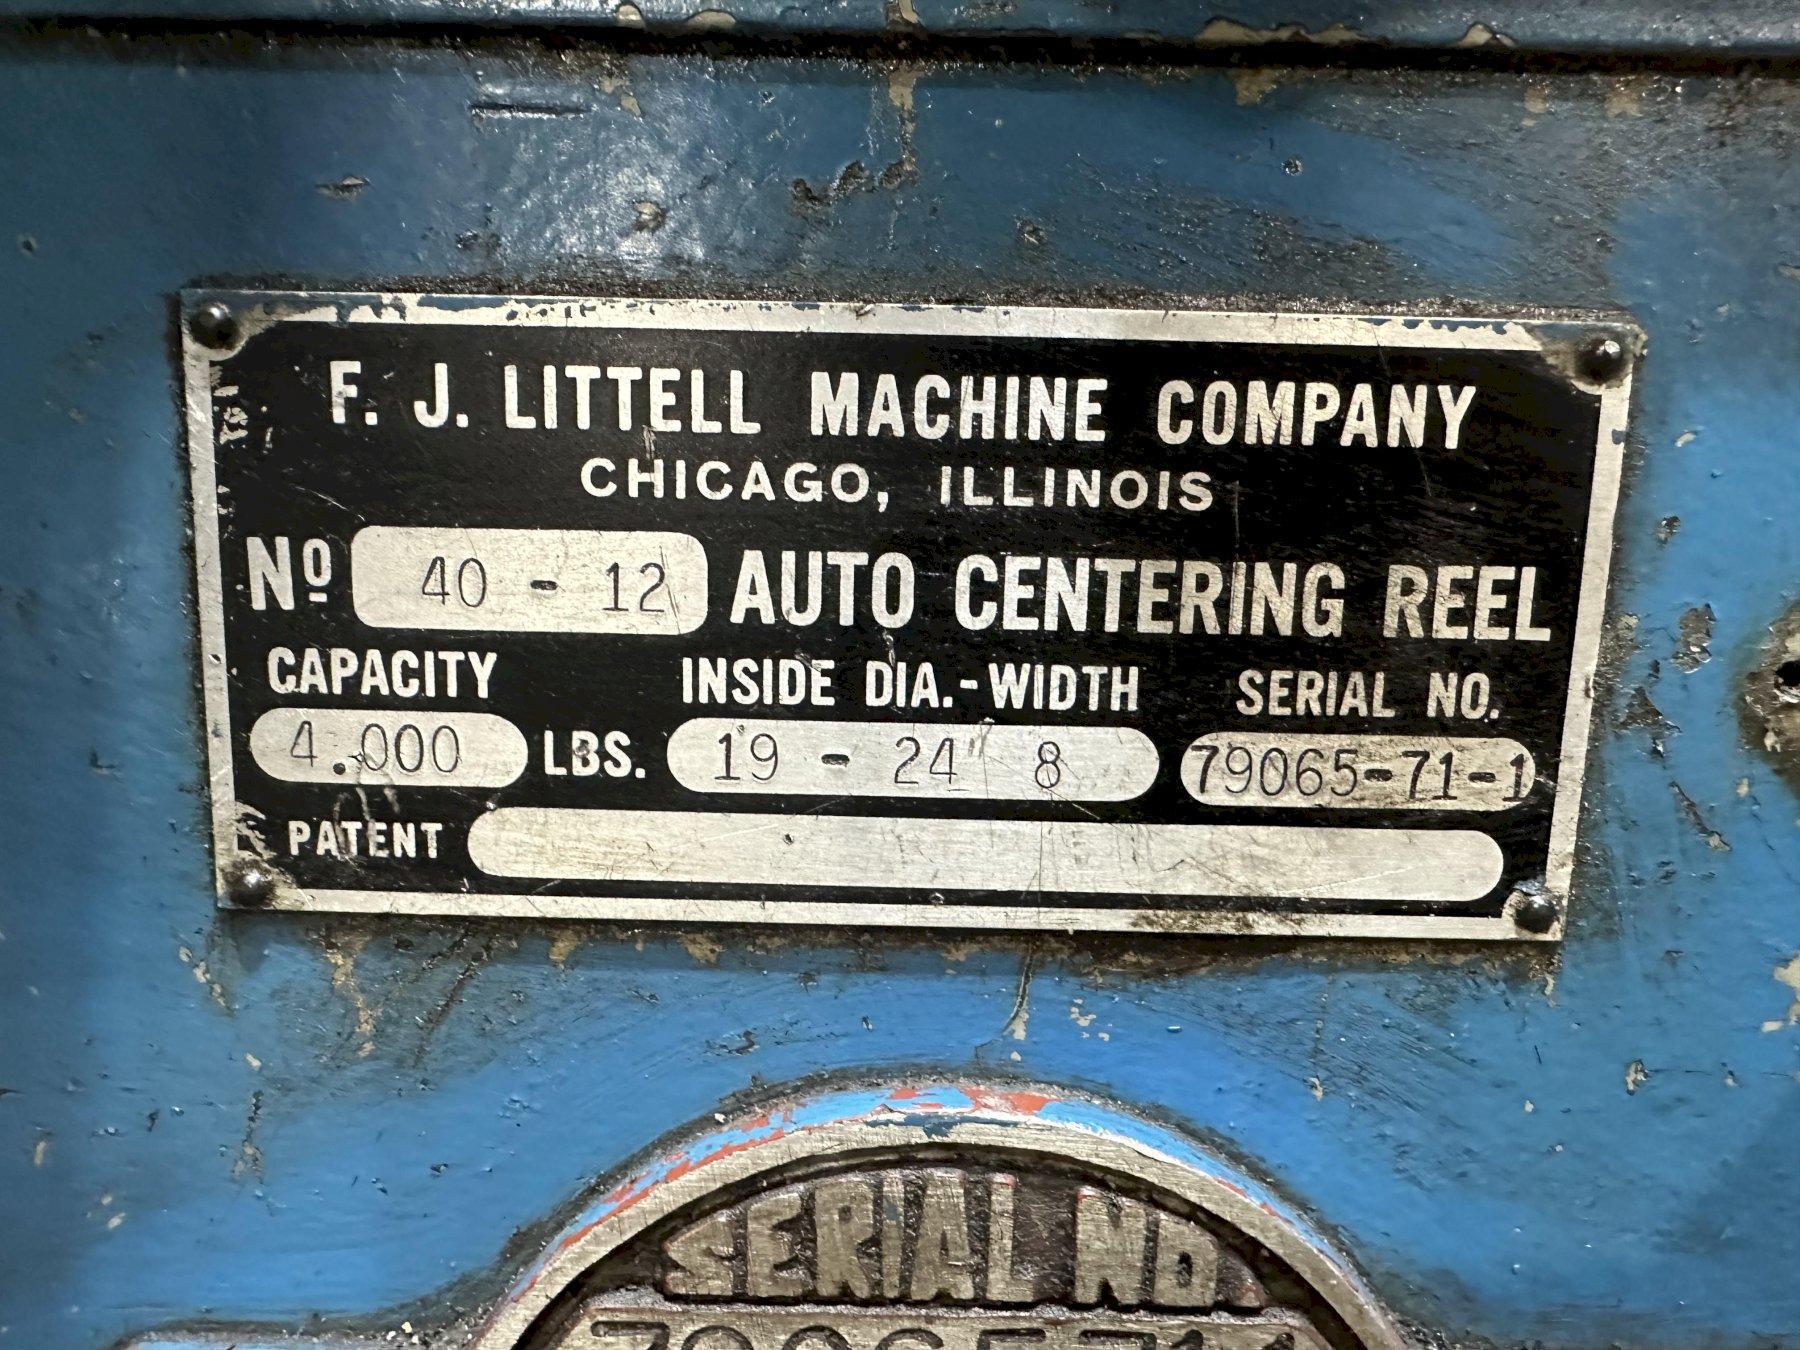 F. J. LITTELL MACHINE COMPANY
CHICAGO, ILLINOIS
No 40 - 12 AUTO CENTERING REEL
CAPACITY INSIDE DIA.-WIDTH SERIAL NO.
4.000 LBS. 19 - 24" 8 79065-71-1
PATENT
SERIAL NO.